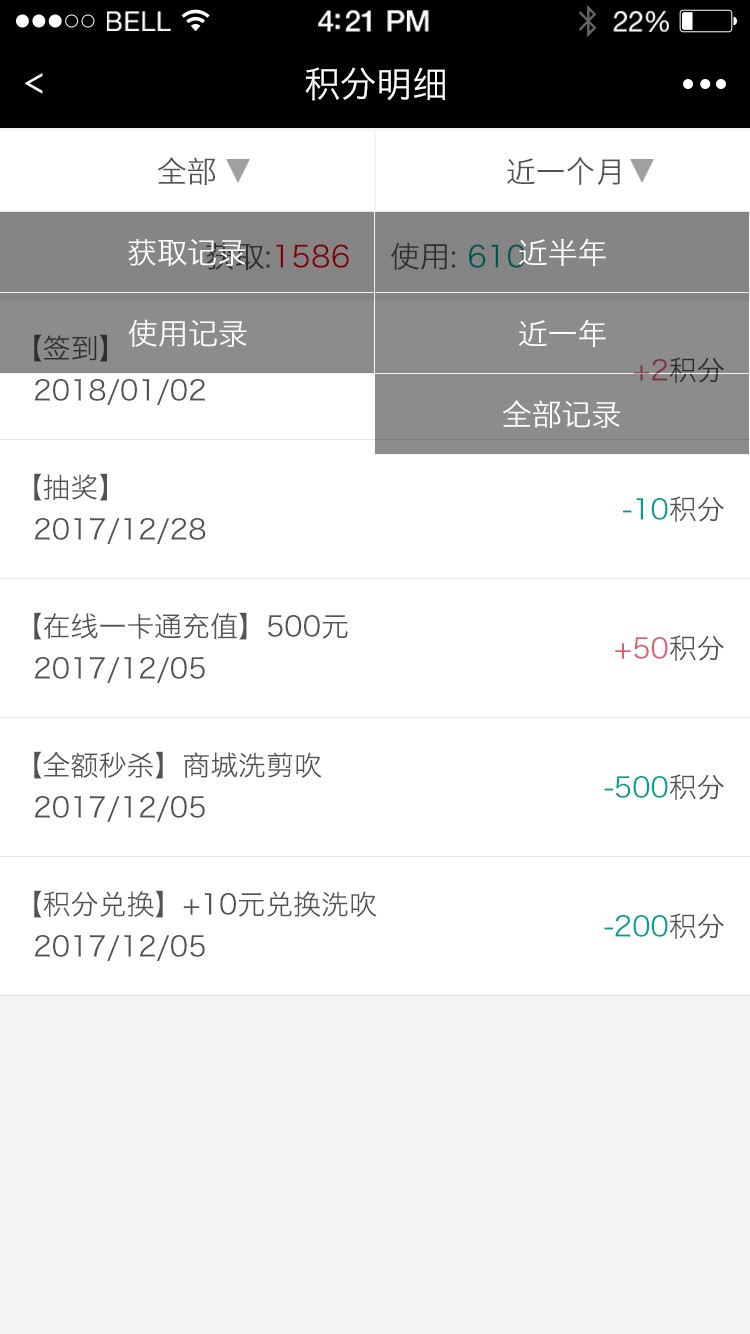 BELL 4:21 PM 22%
< 积分明细
全部▼ 近一个月▼
获取记录 近半年
获取:1586 使用: 610
使用记录 近一年
【签到】 +2积分
2018/01/02
全部记录
【抽奖】 -10积分
2017/12/28
【在线一卡通充值】500元 +50积分
2017/12/05
【全额秒杀】商城洗剪吹 -500积分
2017/12/05
【积分兑换】+10元兑换洗吹 -200积分
2017/12/05